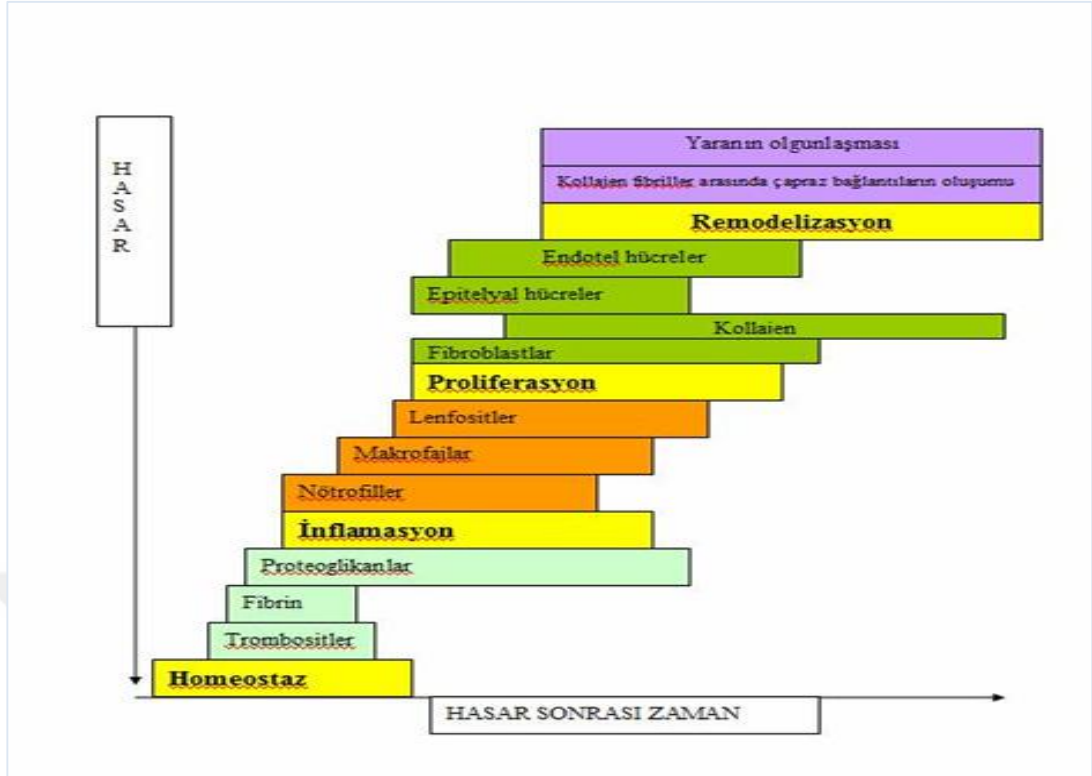 HASAR
Yaranın olgunlaşması
Kollajen fibriller arasında çapraz bağlantıların oluşumu
Remodelizasyon
Endotel hücreler
Epitelyal hücreler
Kollaien
Fibroblastlar
Proliferasyon
Lenfositler
Makrofajlar
Nötrofiller
İnflamasyon
Proteoglikanlar
Fibrin
Trombositler
Homeostaz
HASAR SONRASI ZAMAN